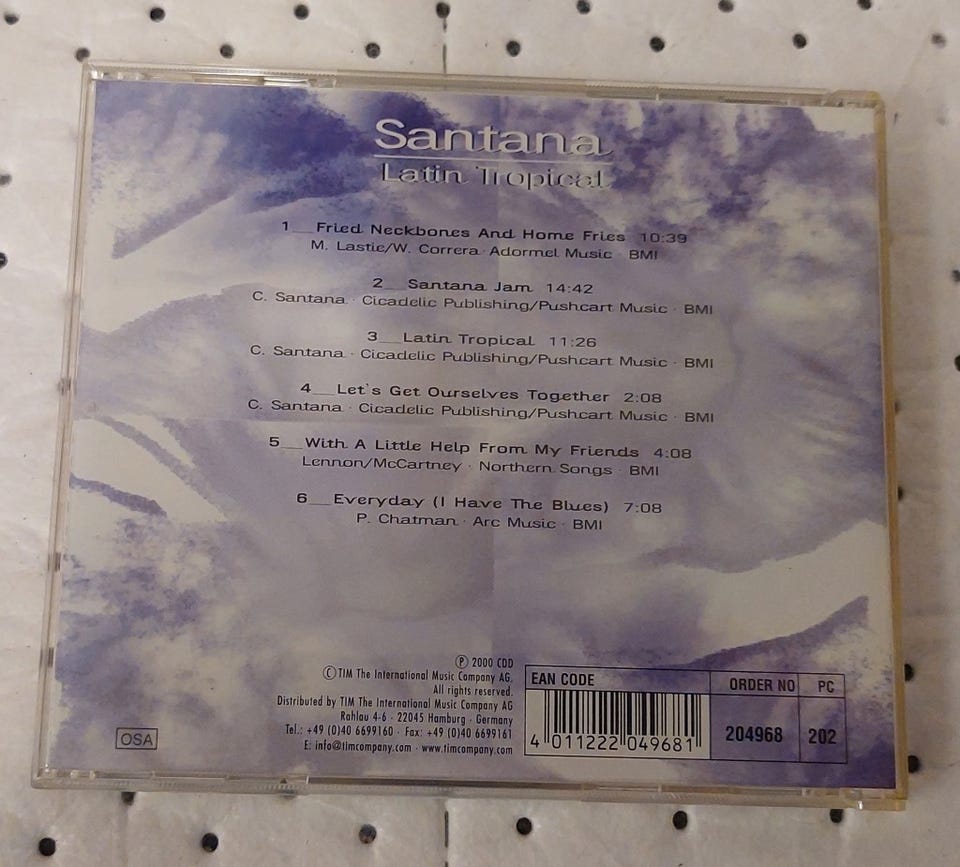 Santana
Latin Tropical
1__Fried Neckbones And Home Fries 10:39
M. Lastie/W. Correra · Adormel Music · BMI
2__Santana Jam 14:42
C. Santana · Cicadelic Publishing/Pushcart Music · BMI
3__Latin Tropical 11:26
C. Santana · Cicadelic Publishing/Pushcart Music · BMI
4__Let's Get Ourselves Together 2:08
C. Santana · Cicadelic Publishing/Pushcart Music · BMI
5__With A Little Help From My Friends 4:08
Lennon/McCartney · Northern Songs · BMI
6__Everyday (I Have The Blues) 7:08
P. Chatman · Arc Music · BMI
Ⓟ 2000 CDD
Ⓒ TIM The International Music Company AG.
All rights reserved.
Distributed by TIM The International Music Company AG
Rahlau 4-6 · 22045 Hamburg · Germany
Tel.: +49 (0)40 6699160 · Fax: +49 (0)40 6699161
E: info@timcompany.com · www.timcompany.com
OSA
EAN CODE
4 011222 049681
ORDER NO PC
204968 202